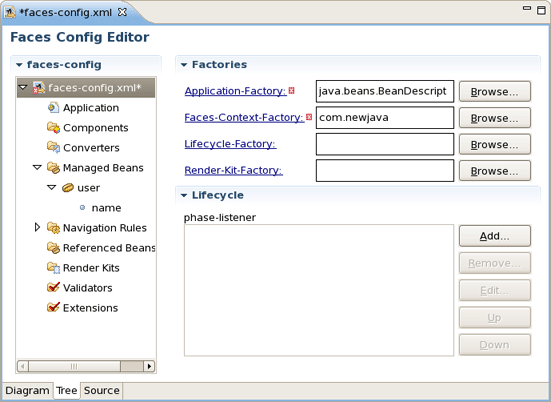 *faces-config.xml
Faces Config Editor
faces-config
faces-config.xml*
Application
Components
Converters
Managed Beans
user
name
Navigation Rules
Referenced Beans
Render Kits
Validators
Extensions
Factories
Application-Factory: java.beans.BeanDescript Browse...
Faces-Context-Factory: com.newjava Browse...
Lifecycle-Factory: Browse...
Render-Kit-Factory: Browse...
Lifecycle
phase-listener
Add...
Remove...
Edit...
Up
Down
Diagram Tree Source